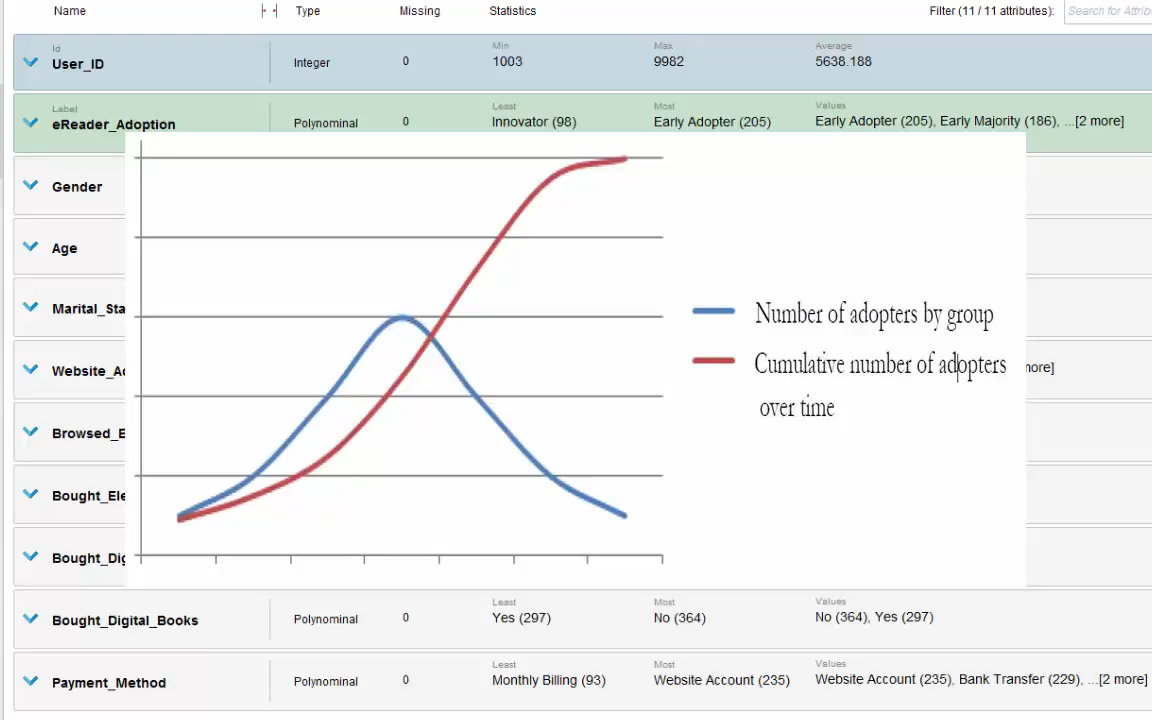 Name Type Missing Statistics Filter (11 / 11 attributes): Search for Attrib
Id Min Max Average
User_ID Integer 0 1003 9982 5638.188
Label Least Most Values
eReader_Adoption Polynominal 0 Innovator (98) Early Adopter (205) Early Adopter (205), Early Majority (186), ...[2 more]
Gender
Age
Marital_Sta
Number of adopters by group
Website_Ad
Cumulative number of adopters
more]
over time
Browsed_E
Bought_Ele
Bought_Dig
Least Most Values
Bought_Digital_Books Polynominal 0 Yes (297) No (364) No (364), Yes (297)
Least Most Values
Payment_Method Polynominal 0 Monthly Billing (93) Website Account (235) Website Account (235), Bank Transfer (229), ...[2 more]